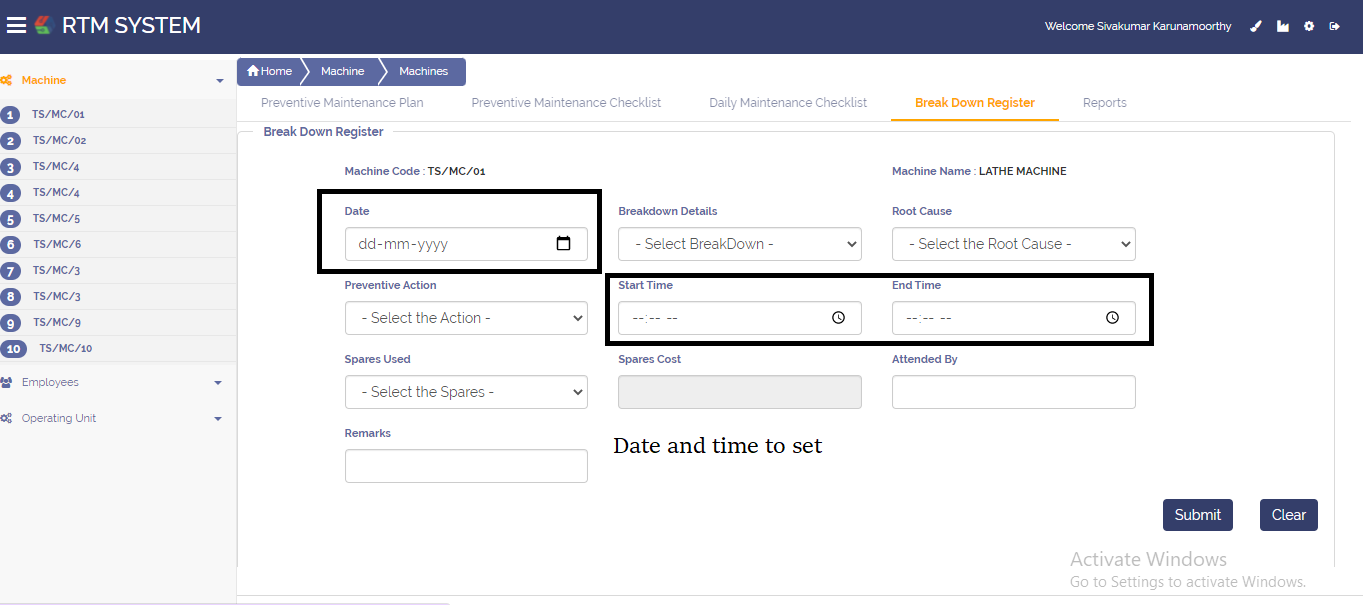 RTM SYSTEM
Welcome Sivakumar Karunamoorthy
Machine
1 TS/MC/01
2 TS/MC/02
3 TS/MC/4
4 TS/MC/4
5 TS/MC/5
6 TS/MC/6
7 TS/MC/3
8 TS/MC/3
9 TS/MC/9
10 TS/MC/10
Employees
Operating Unit
Home Machine Machines
Preventive Maintenance Plan Preventive Maintenance Checklist Daily Maintenance Checklist Break Down Register Reports
Break Down Register
Machine Code : TS/MC/01 Machine Name : LATHE MACHINE
Date Breakdown Details Root Cause
dd-mm-yyyy - Select BreakDown - - Select the Root Cause -
Preventive Action Start Time End Time
- Select the Action - --:-- -- --:-- --
Spares Used Spares Cost Attended By
- Select the Spares -
Remarks
Date and time to set
Submit Clear
Activate Windows
Go to Settings to activate Windows.